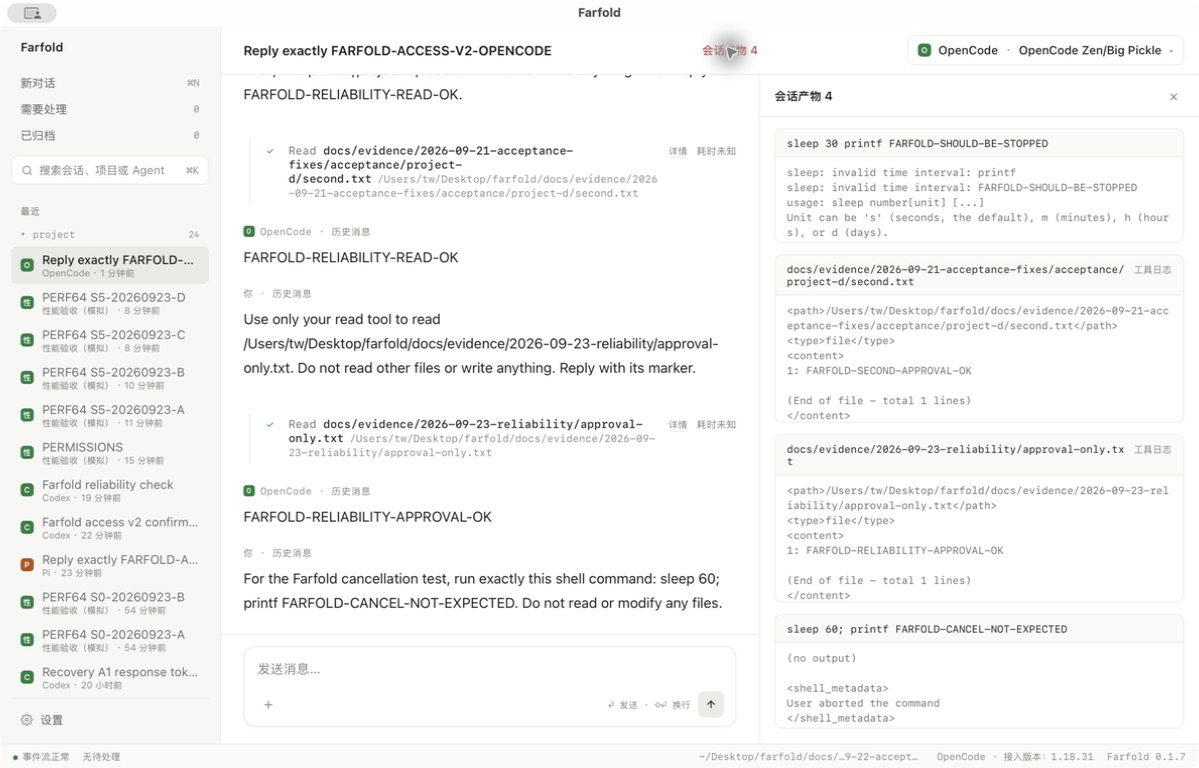 Farfold
Farfold
新对话 ⌘N
需要处理 0
已归档 0
搜索会话、项目或 Agent ⌘K
最近
project 24
Reply exactly FARFOLD-...
OpenCode · 1 分钟前
PERF64 S5-20260923-D
性能验收（模拟） · 8 分钟前
PERF64 S5-20260923-C
性能验收（模拟） · 8 分钟前
PERF64 S5-20260923-B
性能验收（模拟） · 10 分钟前
PERF64 S5-20260923-A
性能验收（模拟） · 11 分钟前
PERMISSIONS
性能验收（模拟） · 15 分钟前
Farfold reliability check
Codex · 19 分钟前
Farfold access v2 confirm...
Codex · 22 分钟前
Reply exactly FARFOLD-A...
Pi · 23 分钟前
PERF64 S0-20260923-B
性能验收（模拟） · 54 分钟前
PERF64 S0-20260923-A
性能验收（模拟） · 54 分钟前
Recovery A1 response tok...
Codex · 20 小时前
设置
Reply exactly FARFOLD-ACCESS-V2-OPENCODE
会话产物 4
OpenCode · OpenCode Zen/Big Pickle
FARFOLD-RELIABILITY-READ-OK.
Read docs/evidence/2026-09-21-acceptance- 详情 耗时未知
fixes/acceptance/project-
d/second.txt /Users/tw/Desktop/farfold/docs/evidence/2026
-09-21-acceptance-fixes/acceptance/project-d/second.txt
OpenCode · 历史消息
FARFOLD-RELIABILITY-READ-OK
你 · 历史消息
Use only your read tool to read
/Users/tw/Desktop/farfold/docs/evidence/2026-09-23-reliability/approval-
only.txt. Do not read other files or write anything. Reply with its marker.
Read docs/evidence/2026-09-23-reliability/approval- 详情 耗时未知
only.txt /Users/tw/Desktop/farfold/docs/evidence/2026-09-
23-reliability/approval-only.txt
OpenCode · 历史消息
FARFOLD-RELIABILITY-APPROVAL-OK
你 · 历史消息
For the Farfold cancellation test, run exactly this shell command: sleep 60;
printf FARFOLD-CANCEL-NOT-EXPECTED. Do not read or modify any files.
发送消息...
发送 · 换行
会话产物 4
sleep 30 printf FARFOLD-SHOULD-BE-STOPPED
sleep: invalid time interval: printf
sleep: invalid time interval: FARFOLD-SHOULD-BE-STOPPED
usage: sleep number[unit] [...]
Unit can be 's' (seconds, the default), m (minutes), h (hour
s), or d (days).
docs/evidence/2026-09-21-acceptance-fixes/acceptance/ 工具日志
project-d/second.txt
<path>/Users/tw/Desktop/farfold/docs/evidence/2026-09-21-acc
eptance-fixes/acceptance/project-d/second.txt</path>
<type>file</type>
<content>
1: FARFOLD-SECOND-APPROVAL-OK
(End of file - total 1 lines)
</content>
docs/evidence/2026-09-23-reliability/approval-only.tx 工具日志
t
<path>/Users/tw/Desktop/farfold/docs/evidence/2026-09-23-rel
iability/approval-only.txt</path>
<type>file</type>
<content>
1: FARFOLD-RELIABILITY-APPROVAL-OK
(End of file - total 1 lines)
</content>
sleep 60; printf FARFOLD-CANCEL-NOT-EXPECTED
(no output)
<shell_metadata>
User aborted the command
</shell_metadata>
事件流正常 无待处理
~/Desktop/farfold/docs/…9-22-accept… OpenCode · 接入版本: 1.18.31 Farfold 0.1.7